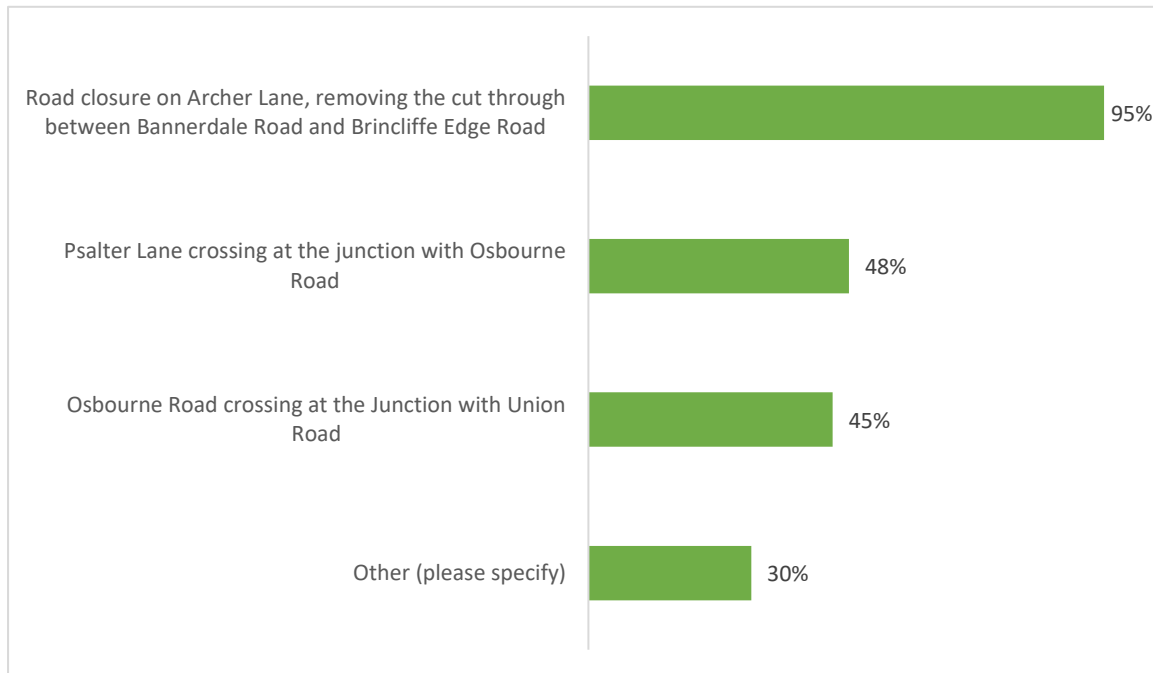 Road closure on Archer Lane, removing the cut through
between Bannerdale Road and Brincliffe Edge Road
95%
Psalter Lane crossing at the junction with Osbourne
Road
48%
Osbourne Road crossing at the Junction with Union
Road
45%
Other (please specify)
30%